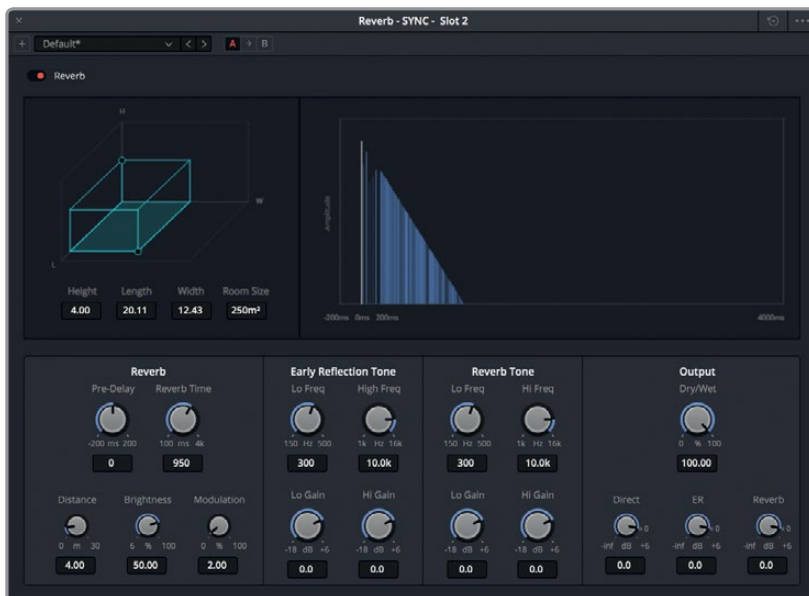 Reverb - SYNC - Slot 2
+ Default* A B
Reverb
H
W
L
Height Length Width Room Size
4.00 20.11 12.43 250m²
Amplitude
-200ms 0ms 200ms 4000ms
Reverb
Pre-Delay Reverb Time
-200 ms 200 100 ms 4k
0 950
Distance Brightness Modulation
0 m 30 6 % 100 0 % 100
4.00 50.00 2.00
Early Reflection Tone
Lo Freq High Freq
150 Hz 500 1k Hz 16k
300 10.0k
Lo Gain Hi Gain
-18 dB +6 -18 dB +6
0.0 0.0
Reverb Tone
Lo Freq Hi Freq
150 Hz 500 1k Hz 16k
300 10.0k
Lo Gain Hi Gain
-18 dB +6 -18 dB +6
0.0 0.0
Output
Dry/Wet
0 % 100
100.00
Direct ER Reverb
0 0 0
-inf dB +6 -inf dB +6 -inf dB +6
0.0 0.0 0.0